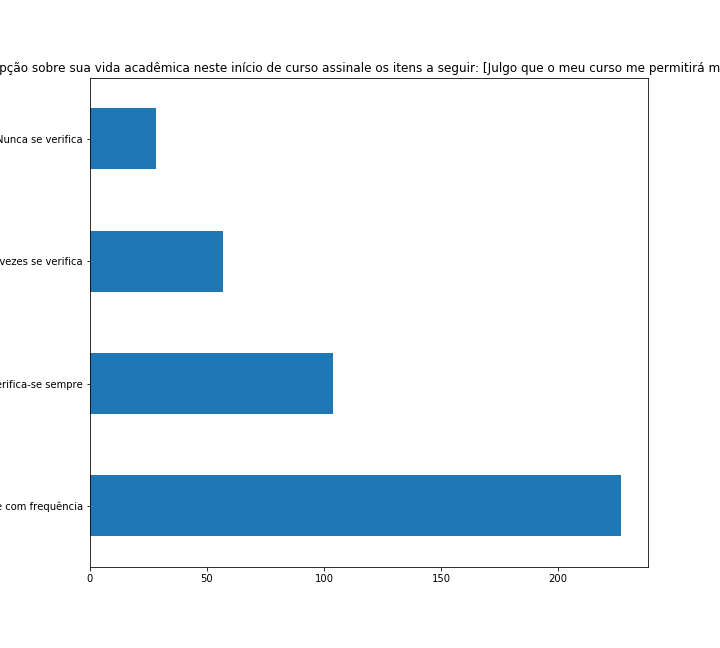 pção sobre sua vida acadêmica neste início de curso assinale os itens a seguir: [Julgo que o meu curso me permitirá m
Nunca se verifica
vezes se verifica
erifica-se sempre
e com frequência
0 50 100 150 200